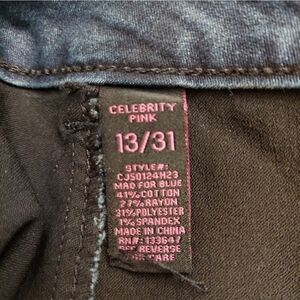 CELEBRITY
PINK
13/31
STYLE#:
CJ50124H23
MAD FOR BLUE
41% COTTON
27% RAYON
31% POLYESTER
1% SPANDEX
MADE IN CHINA
RN#: 133647
SEE REVERSE
FOR CARE